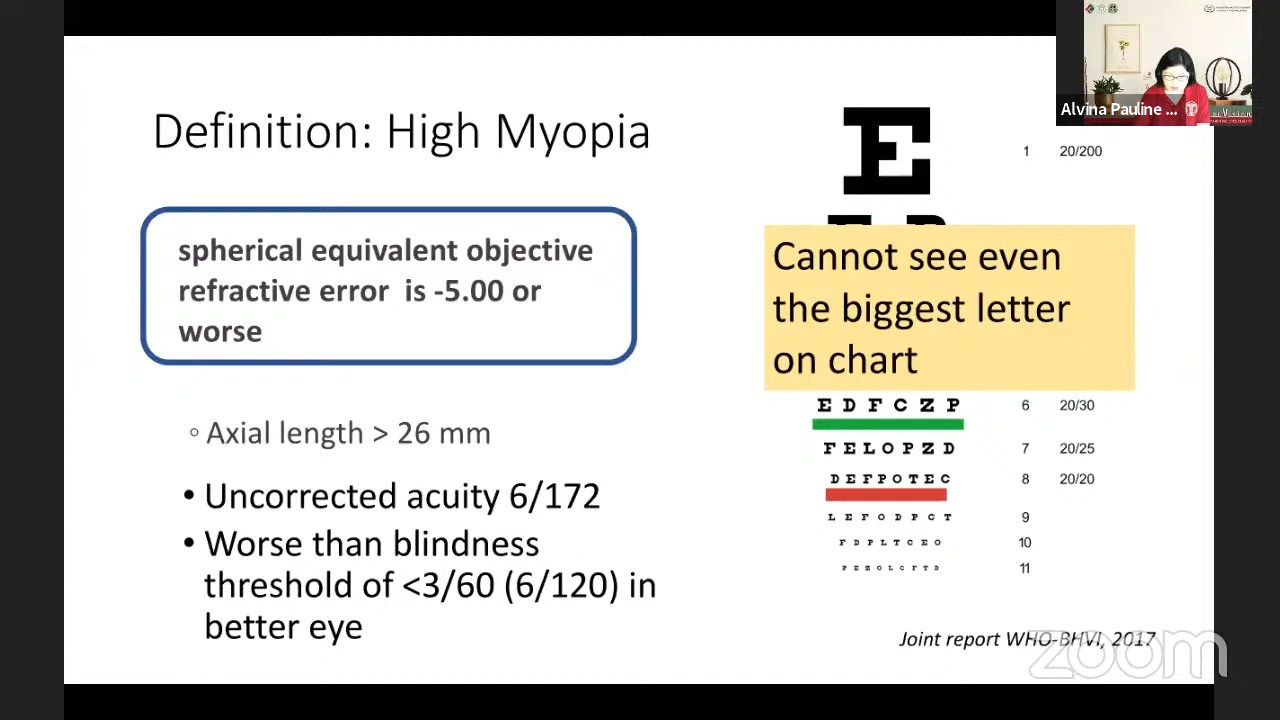 Alvina Pauline ...
Definition: High Myopia
spherical equivalent objective
refractive error is -5.00 or
worse
◦ Axial length > 26 mm
• Uncorrected acuity 6/172
• Worse than blindness
threshold of <3/60 (6/120) in
better eye
E 1 20/200
Cannot see even
the biggest letter
on chart
E D F C Z P 6 20/30
F E L O P Z D 7 20/25
D E F P O T E C 8 20/20
L E F O D P C T 9
F D P L T C E O 10
P E Z O L C F T D 11
Joint report WHO-BHVI, 2017
zoom